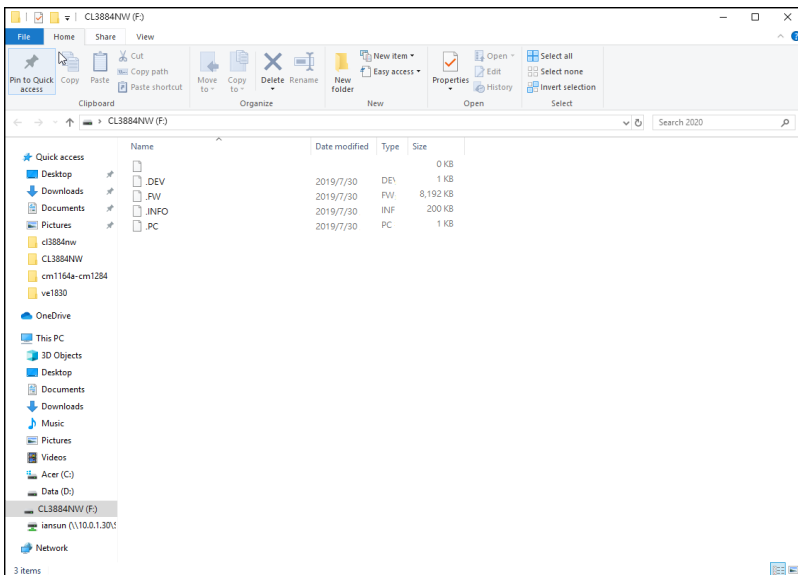 CL3884NW (F:)
File Home Share View
Pin to Quick access
Copy
Paste
Cut
Copy path
Paste shortcut
Clipboard
Move to
Copy to
Delete
Rename
Organize
New folder
New item
Easy access
New
Properties
Open
Edit
History
Open
Select all
Select none
Invert selection
Select
CL3884NW (F:)
Search 2020
Name Date modified Type Size
0 KB
.DEV 2019/7/30 DEV 1 KB
.FW 2019/7/30 FW 8,192 KB
.INFO 2019/7/30 INF 200 KB
.PC 2019/7/30 PC 1 KB
Quick access
Desktop
Downloads
Documents
Pictures
cl3884nw
CL3884NW
cm1164a-cm1284
ve1830
OneDrive
This PC
3D Objects
Desktop
Documents
Downloads
Music
Pictures
Videos
Acer (C:)
Data (D:)
CL3884NW (F:)
iansun (\\10.0.1.30\S
Network
3 items